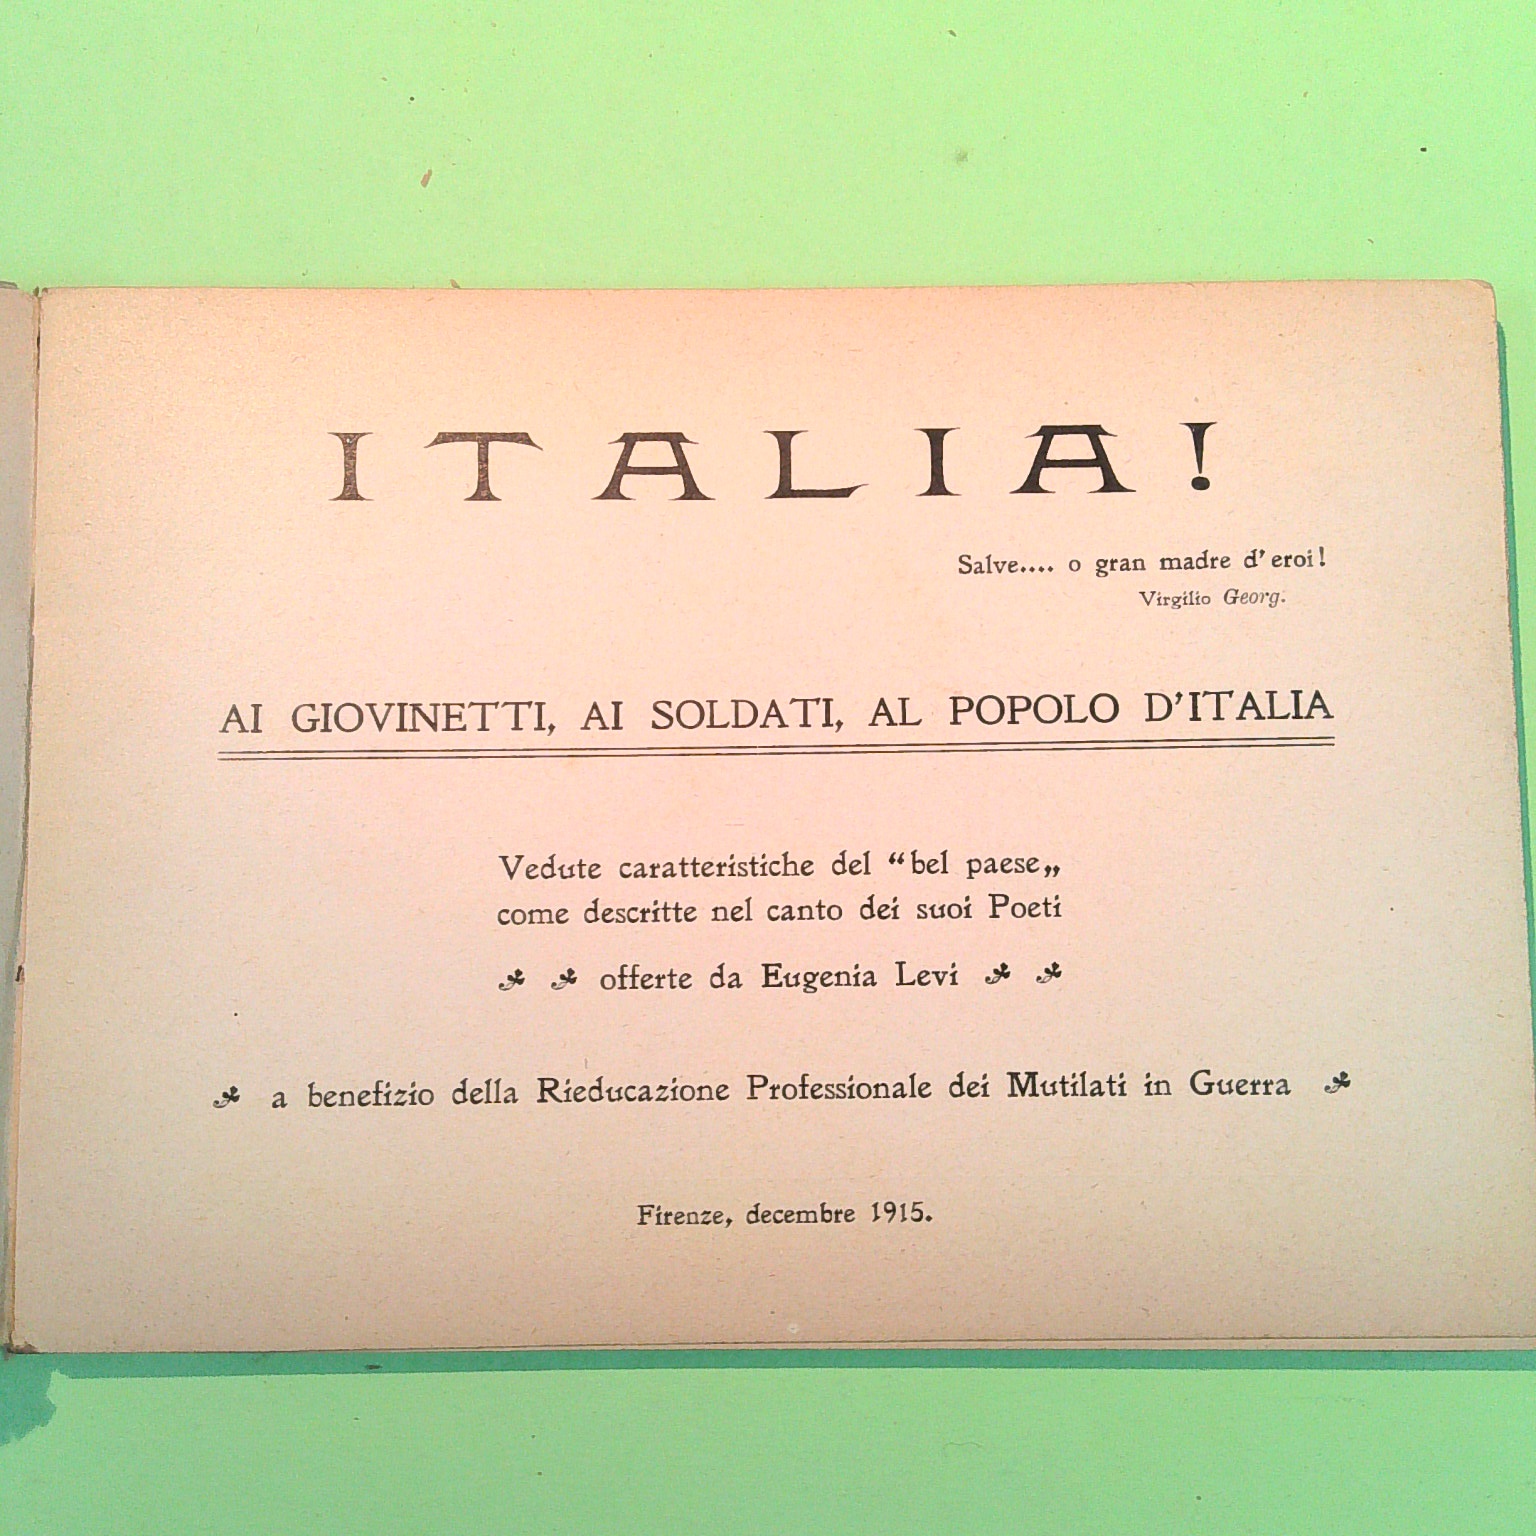 ITALIA!
Salve.... o gran madre d'eroi!
Virgilio Georg.
AI GIOVINETTI, AI SOLDATI, AL POPOLO D'ITALIA
Vedute caratteristiche del “bel paese„
come descritte nel canto dei suoi Poeti
offerte da Eugenia Levi
a benefizio della Rieducazione Professionale dei Mutilati in Guerra
Firenze, decembre 1915.